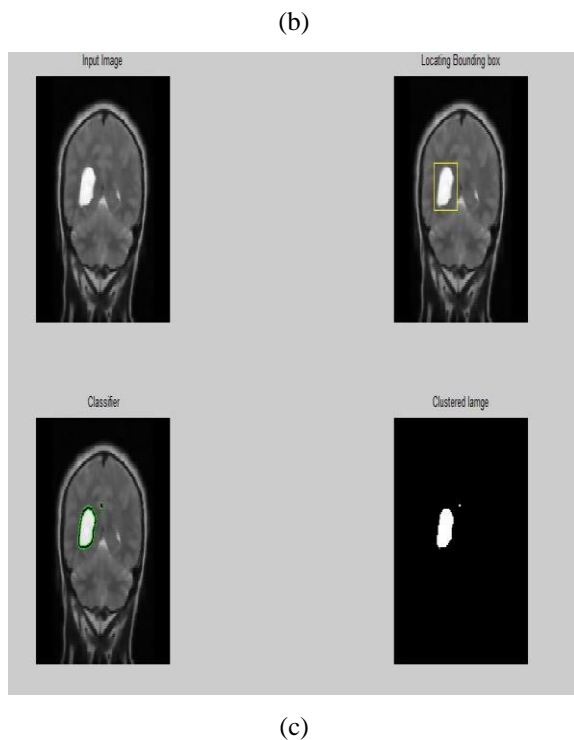 (b)
Input Image
Locating Bounding box
Classifier
Clustered Iamge
(c)